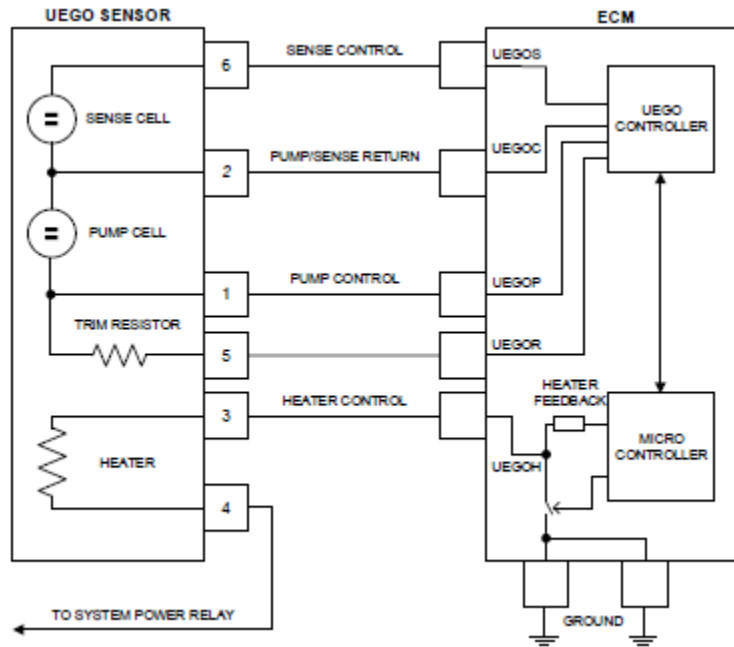 UEGO SENSOR
ECM
6
SENSE CONTROL
UEGOS
SENSE CELL
UEGO
CONTROLLER
2
PUMP/SENSE RETURN
UEGOC
PUMP CELL
1
PUMP CONTROL
UEGOP
TRIM RESISTOR
5
UEGOR
3
HEATER CONTROL
HEATER
FEEDBACK
MICRO
CONTROLLER
HEATER
UEGOH
4
TO SYSTEM POWER RELAY
GROUND